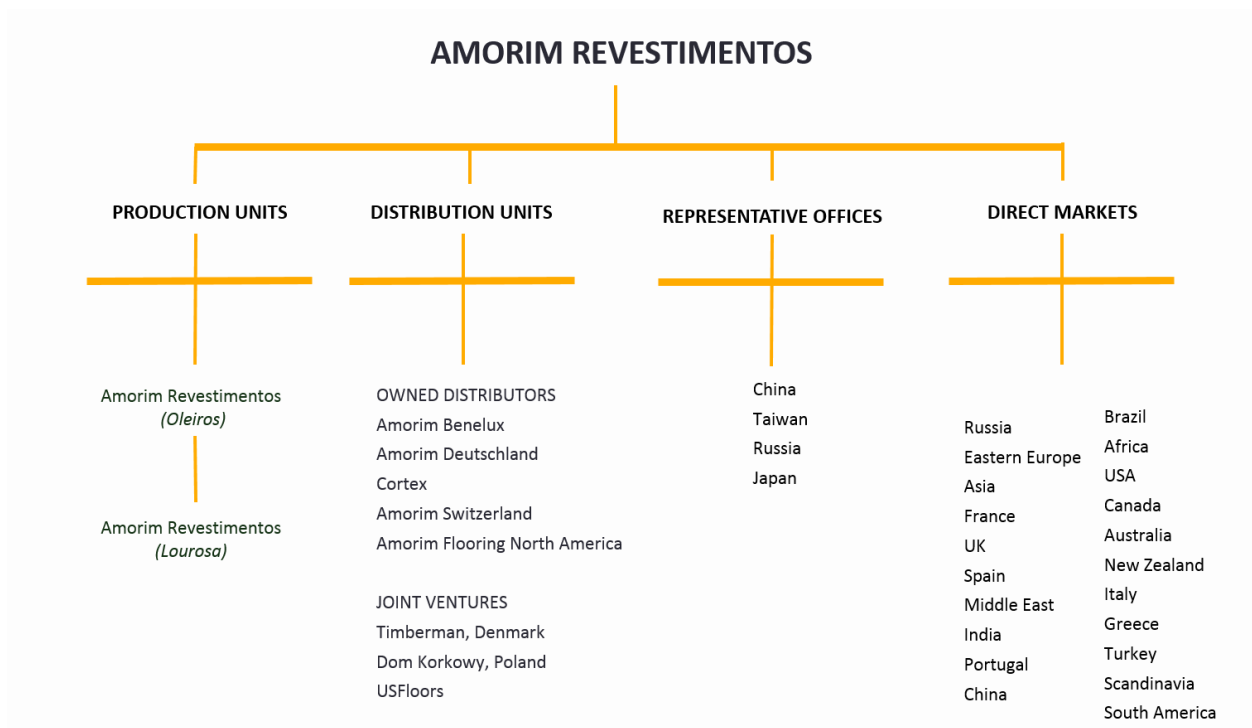 AMORIM REVESTIMENTOS
PRODUCTION UNITS
Amorim Revestimentos
(Oleiros)
Amorim Revestimentos
(Lourosa)
DISTRIBUTION UNITS
OWNED DISTRIBUTORS
Amorim Benelux
Amorim Deutschland
Cortex
Amorim Switzerland
Amorim Flooring North America
JOINT VENTURES
Timberman, Denmark
Dom Korkowy, Poland
USFloors
REPRESENTATIVE OFFICES
China
Taiwan
Russia
Japan
DIRECT MARKETS
Russia
Eastern Europe
Asia
France
UK
Spain
Middle East
India
Portugal
China
Brazil
Africa
USA
Canada
Australia
New Zealand
Italy
Greece
Turkey
Scandinavia
South America